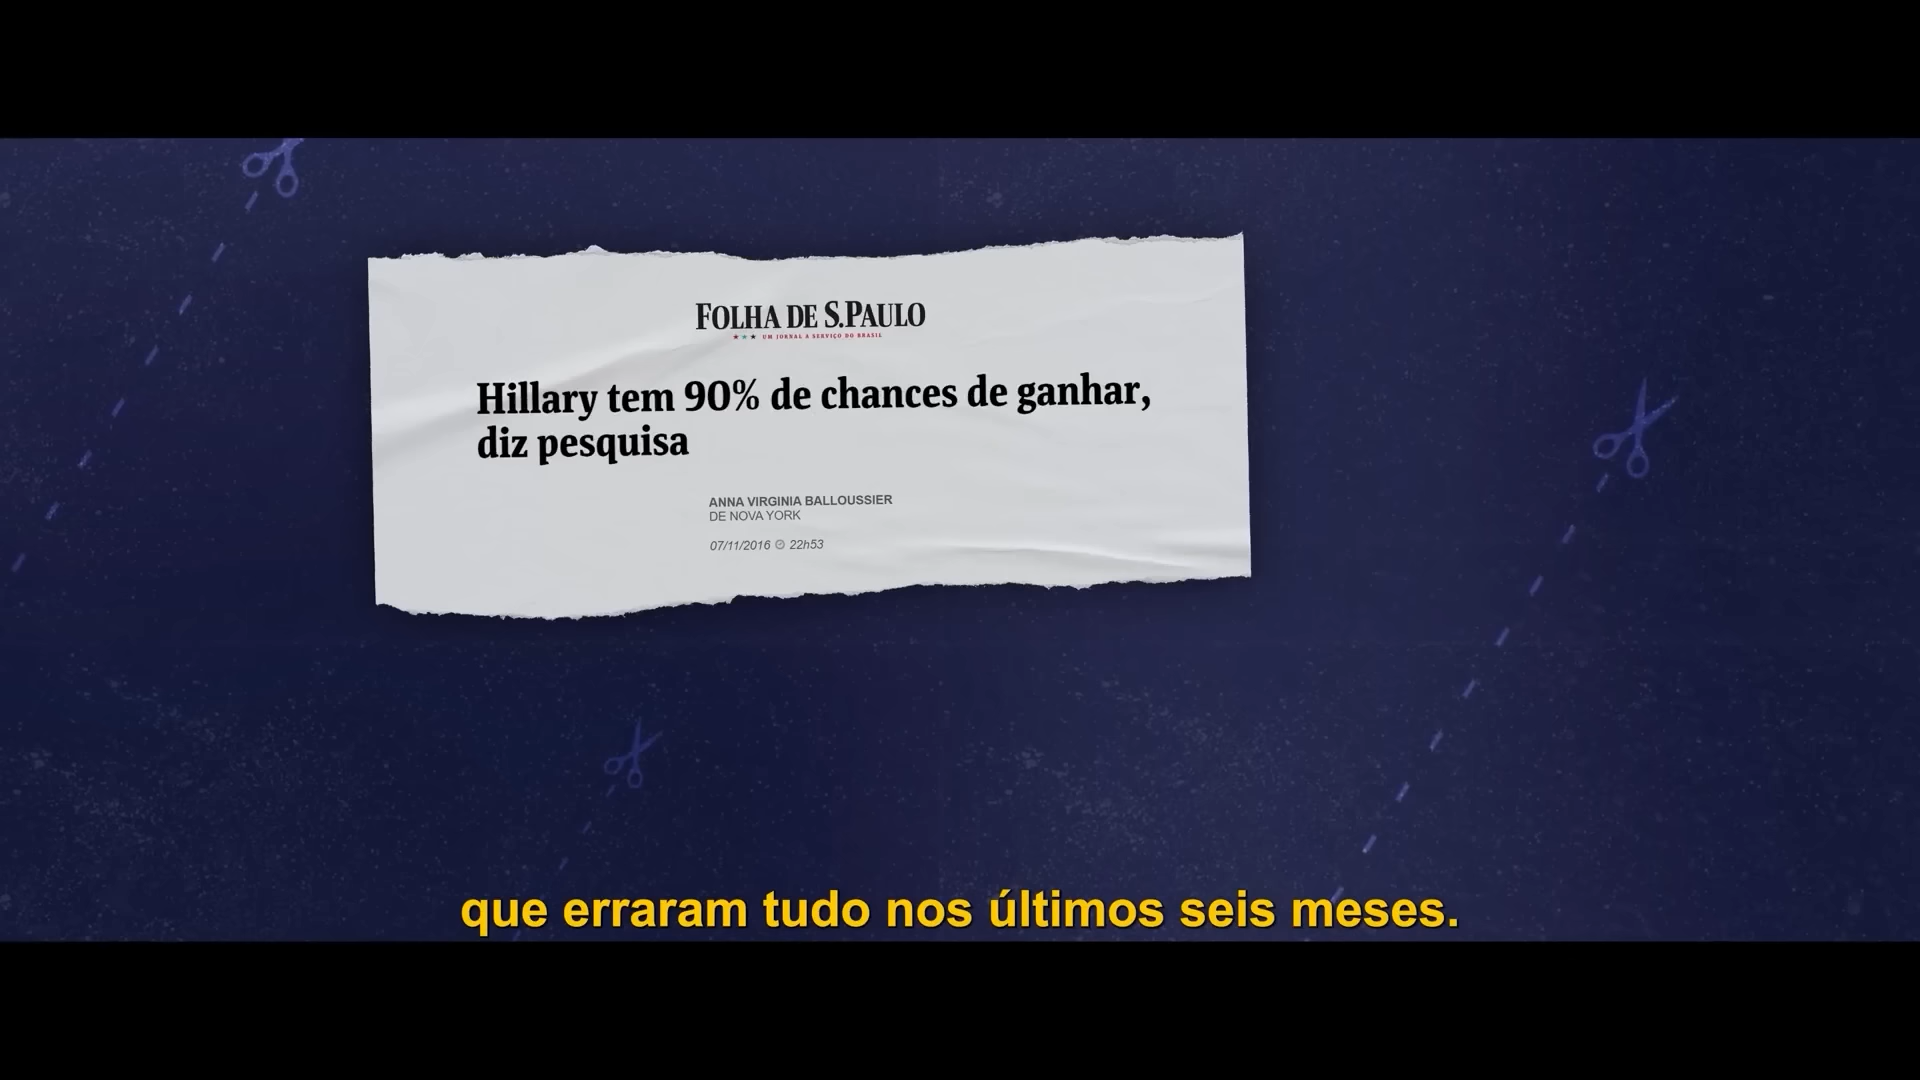 FOLHA DE S.PAULO
★ ★ ★ UM JORNAL A SERVIÇO DO BRASIL
Hillary tem 90% de chances de ganhar,
diz pesquisa
ANNA VIRGINIA BALLOUSSIER
DE NOVA YORK
07/11/2016 22h53
que erraram tudo nos últimos seis meses.